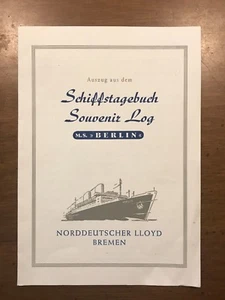 Auszug aus dem
Schiffstagebuch
Souvenir Log
M.S. »BERLIN«
NORDDEUTSCHER LLOYD
BREMEN